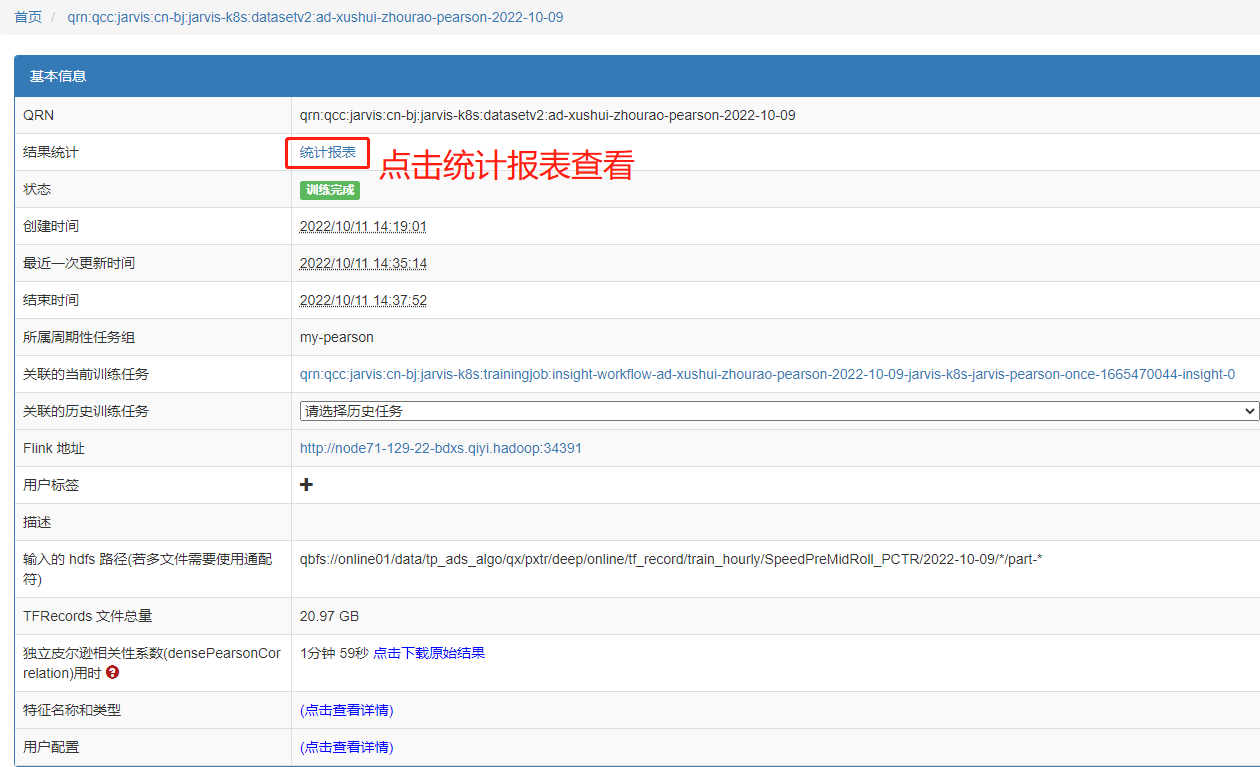 首页 / qrn:qcc:jarvis:cn-bj:jarvis-k8s:datasetv2:ad-xushui-zhourao-pearson-2022-10-09
基本信息
QRN qrn:qcc:jarvis:cn-bj:jarvis-k8s:datasetv2:ad-xushui-zhourao-pearson-2022-10-09
结果统计 统计报表 点击统计报表查看
状态 训练完成
创建时间 2022/10/11 14:19:01
最近一次更新时间 2022/10/11 14:35:14
结束时间 2022/10/11 14:37:52
所属周期性任务组 my-pearson
关联的当前训练任务 qrn:qcc:jarvis:cn-bj:jarvis-k8s:trainingjob:insight-workflow-ad-xushui-zhourao-pearson-2022-10-09-jarvis-k8s-jarvis-pearson-once-1665470044-insight-0
关联的历史训练任务 请选择历史任务
Flink 地址 http://node71-129-22-bdxs.qiyi.hadoop:34391
用户标签 +
描述
输入的 hdfs 路径(若多文件需要使用通配 qbfs://online01/data/tp_ads_algo/qx/pxtr/deep/online/tf_record/train_hourly/SpeedPreMidRoll_PCTR/2022-10-09/*/part-*
符)
TFRecords 文件总量 20.97 GB
独立皮尔逊相关性系数(densePearsonCor 1分钟 59秒 点击下载原始结果
relation)用时 ?
特征名称和类型 (点击查看详情)
用户配置 (点击查看详情)